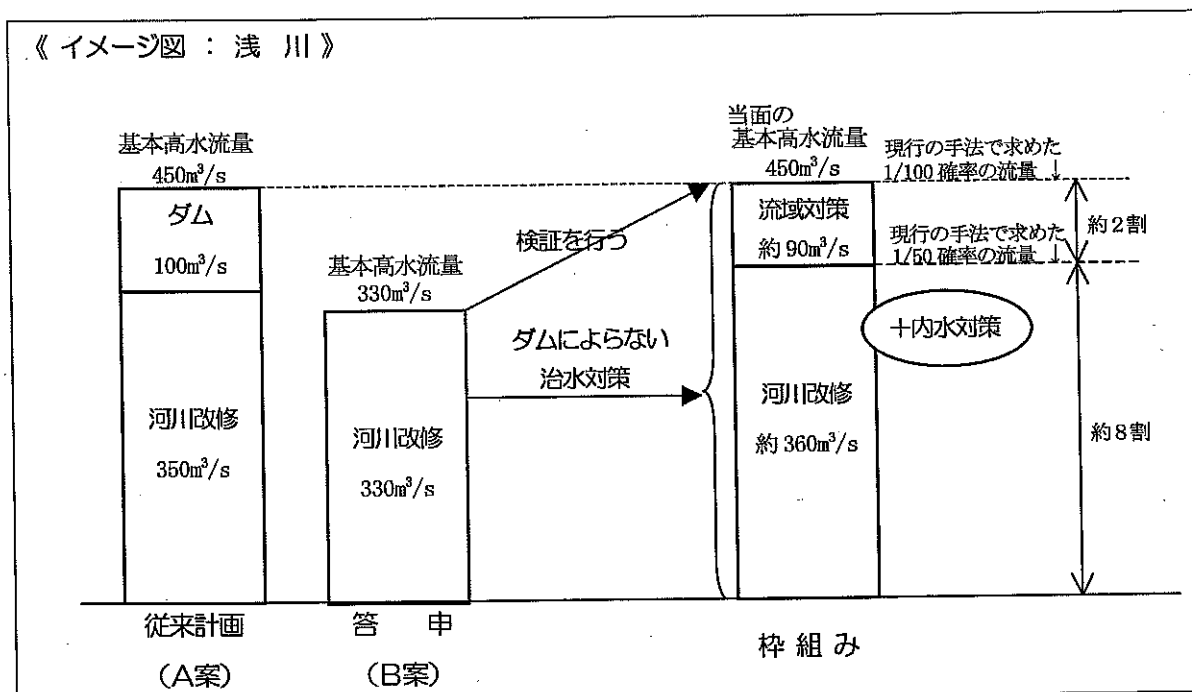 《 イメージ図 : 浅 川 》
基本高水流量
450m³/s
ダム
100m³/s
河川改修
350m³/s
従来計画
(A案)
基本高水流量
330m³/s
河川改修
330m³/s
答 申
(B案)
検証を行う
ダムによらない
治水対策
当面の
基本高水流量
450m³/s
流域対策
約 90m³/s
河川改修
約 360m³/s
枠 組 み
現行の手法で求めた
1/100 確率の流量 ↓
現行の手法で求めた
1/50 確率の流量 ↓
+内水対策
約2割
約8割